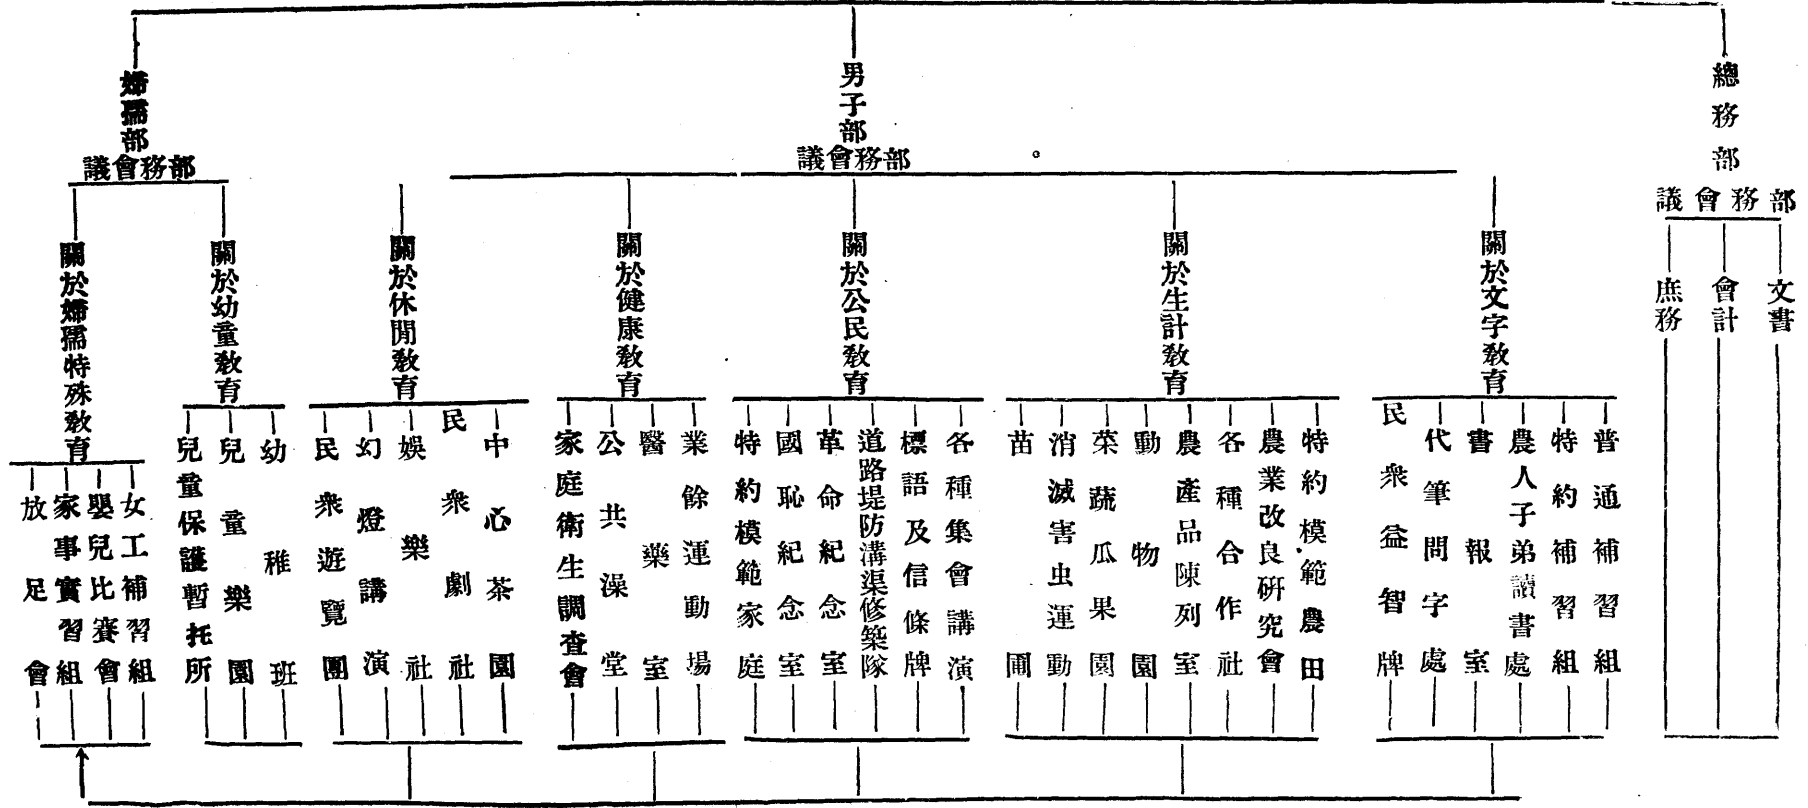 總務部
部務會議
文書
會計
庶務
男子部
部務會議
關於文字敎育
普通補習組
特約補習組
農人子弟讀書處
書報室
代筆問字處
民衆益智牌
關於生計敎育
特約模範農田
農業改良研究會
各種合作社
農產品陳列室
動物園
菜蔬瓜果園
消滅害虫運動
苗圃
關於公民敎育
各種集會講演
標語及信條牌
道路堤防溝渠修築隊
革命紀念室
國恥紀念室
特約模範家庭
關於健康敎育
業餘運動場
醫藥室
公共澡堂
家庭衛生調查會
關於休閒敎育
中心茶園
民衆劇社
娛樂社
幻燈講演
民衆遊覽團
婦孺部
部務會議
關於幼童敎育
幼稚班
兒童樂園
兒童保護暫托所
關於婦孺特殊敎育
女工補習組
嬰兒比賽會
家事實習組
放足會